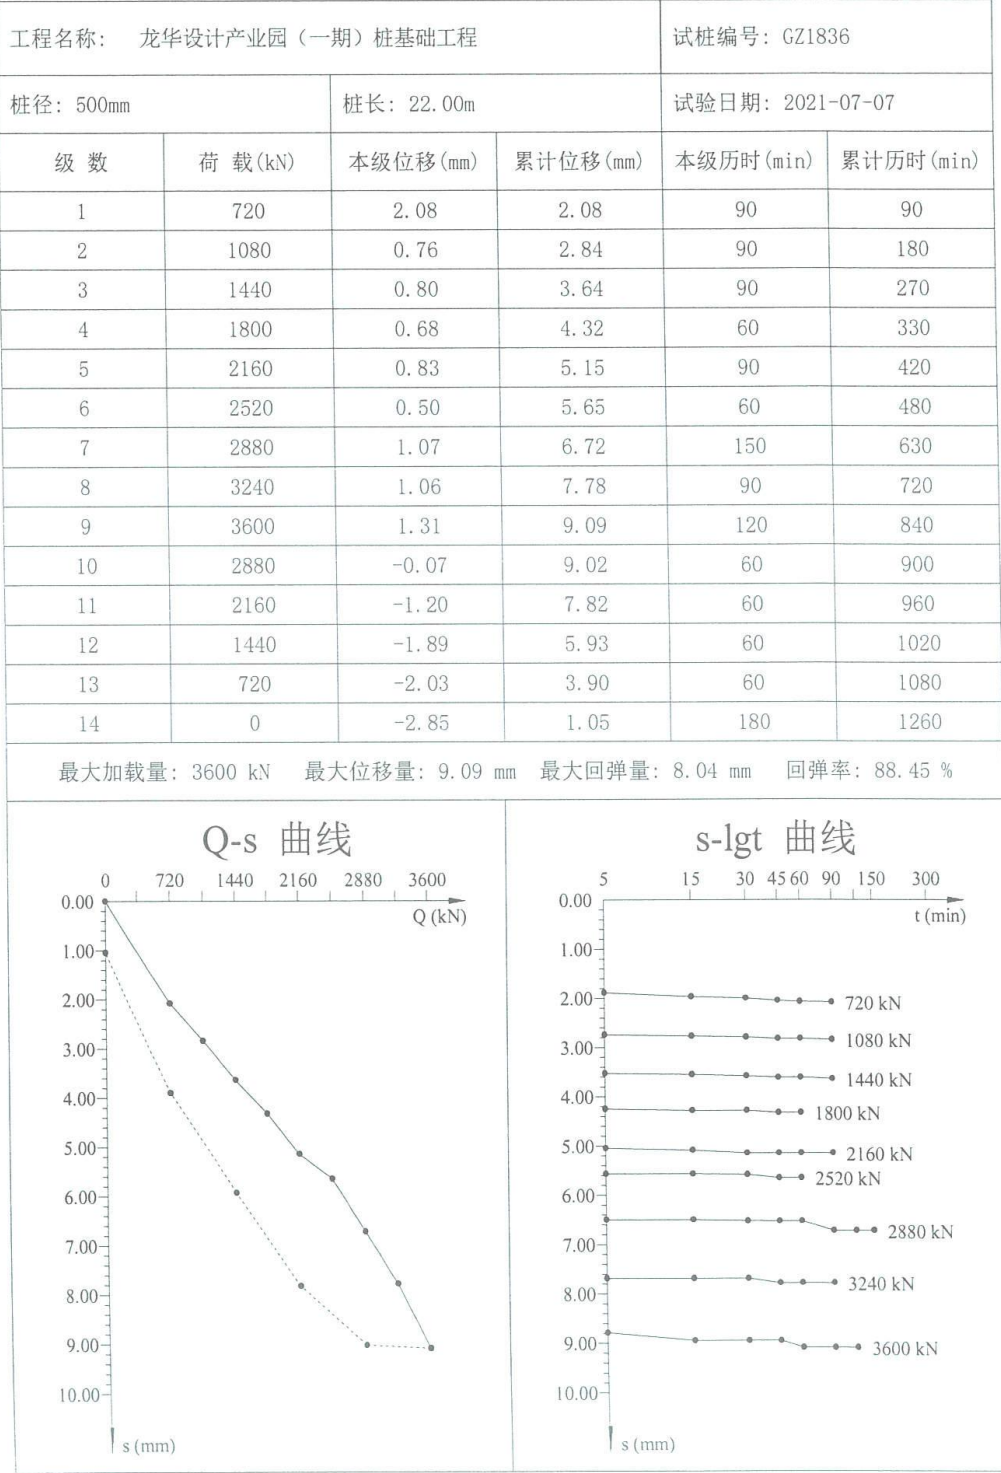 工程名称: 龙华设计产业园（一期）桩基础工程 试桩编号: GZ1836
桩径: 500mm 桩长: 22.00m 试验日期: 2021-07-07
级 数 荷 载(kN) 本级位移(mm) 累计位移(mm) 本级历时(min) 累计历时(min)
1 720 2.08 2.08 90 90
2 1080 0.76 2.84 90 180
3 1440 0.80 3.64 90 270
4 1800 0.68 4.32 60 330
5 2160 0.83 5.15 90 420
6 2520 0.50 5.65 60 480
7 2880 1.07 6.72 150 630
8 3240 1.06 7.78 90 720
9 3600 1.31 9.09 120 840
10 2880 -0.07 9.02 60 900
11 2160 -1.20 7.82 60 960
12 1440 -1.89 5.93 60 1020
13 720 -2.03 3.90 60 1080
14 0 -2.85 1.05 180 1260
最大加载量: 3600 kN 最大位移量: 9.09 mm 最大回弹量: 8.04 mm 回弹率: 88.45 %
Q-s 曲线
0 720 1440 2160 2880 3600
Q (kN)
0.00
1.00
2.00
3.00
4.00
5.00
6.00
7.00
8.00
9.00
10.00
s (mm)
s-lgt 曲线
5 15 30 45 60 90 150 300
t (min)
0.00
1.00
2.00
720 kN
3.00
1080 kN
1440 kN
4.00
1800 kN
5.00
2160 kN
2520 kN
6.00
2880 kN
7.00
3240 kN
8.00
9.00
3600 kN
10.00
s (mm)